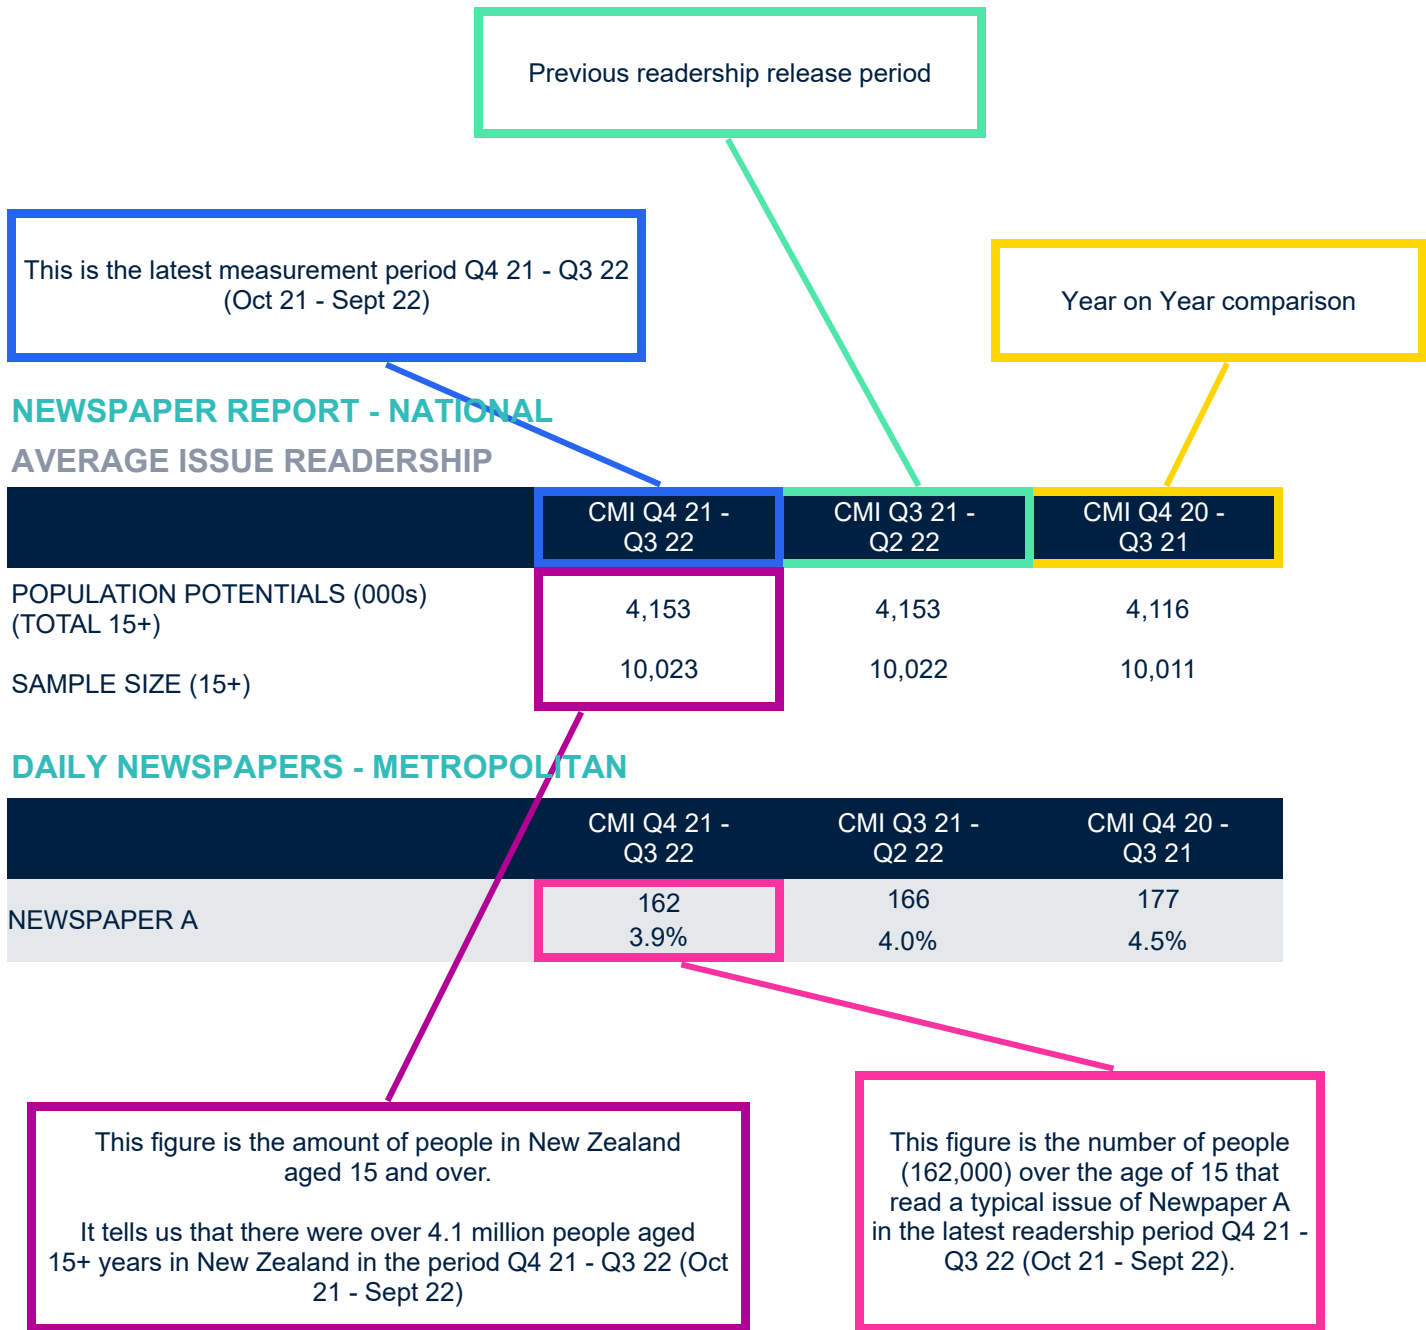 Previous readership release period
This is the latest measurement period Q4 21 - Q3 22
(Oct 21 - Sept 22)
Year on Year comparison
NEWSPAPER REPORT - NATIONAL
AVERAGE ISSUE READERSHIP
CMI Q4 21 -
Q3 22
CMI Q3 21 -
Q2 22
CMI Q4 20 -
Q3 21
POPULATION POTENTIALS (000s)
(TOTAL 15+)
4,153
4,153
4,116
SAMPLE SIZE (15+)
10,023
10,022
10,011
DAILY NEWSPAPERS - METROPOLITAN
CMI Q4 21 -
Q3 22
CMI Q3 21 -
Q2 22
CMI Q4 20 -
Q3 21
NEWSPAPER A
162
3.9%
166
4.0%
177
4.5%
This figure is the amount of people in New Zealand
aged 15 and over.
It tells us that there were over 4.1 million people aged
15+ years in New Zealand in the period Q4 21 - Q3 22 (Oct
21 - Sept 22)
This figure is the number of people
(162,000) over the age of 15 that
read a typical issue of Newpaper A
in the latest readership period Q4 21 -
Q3 22 (Oct 21 - Sept 22).